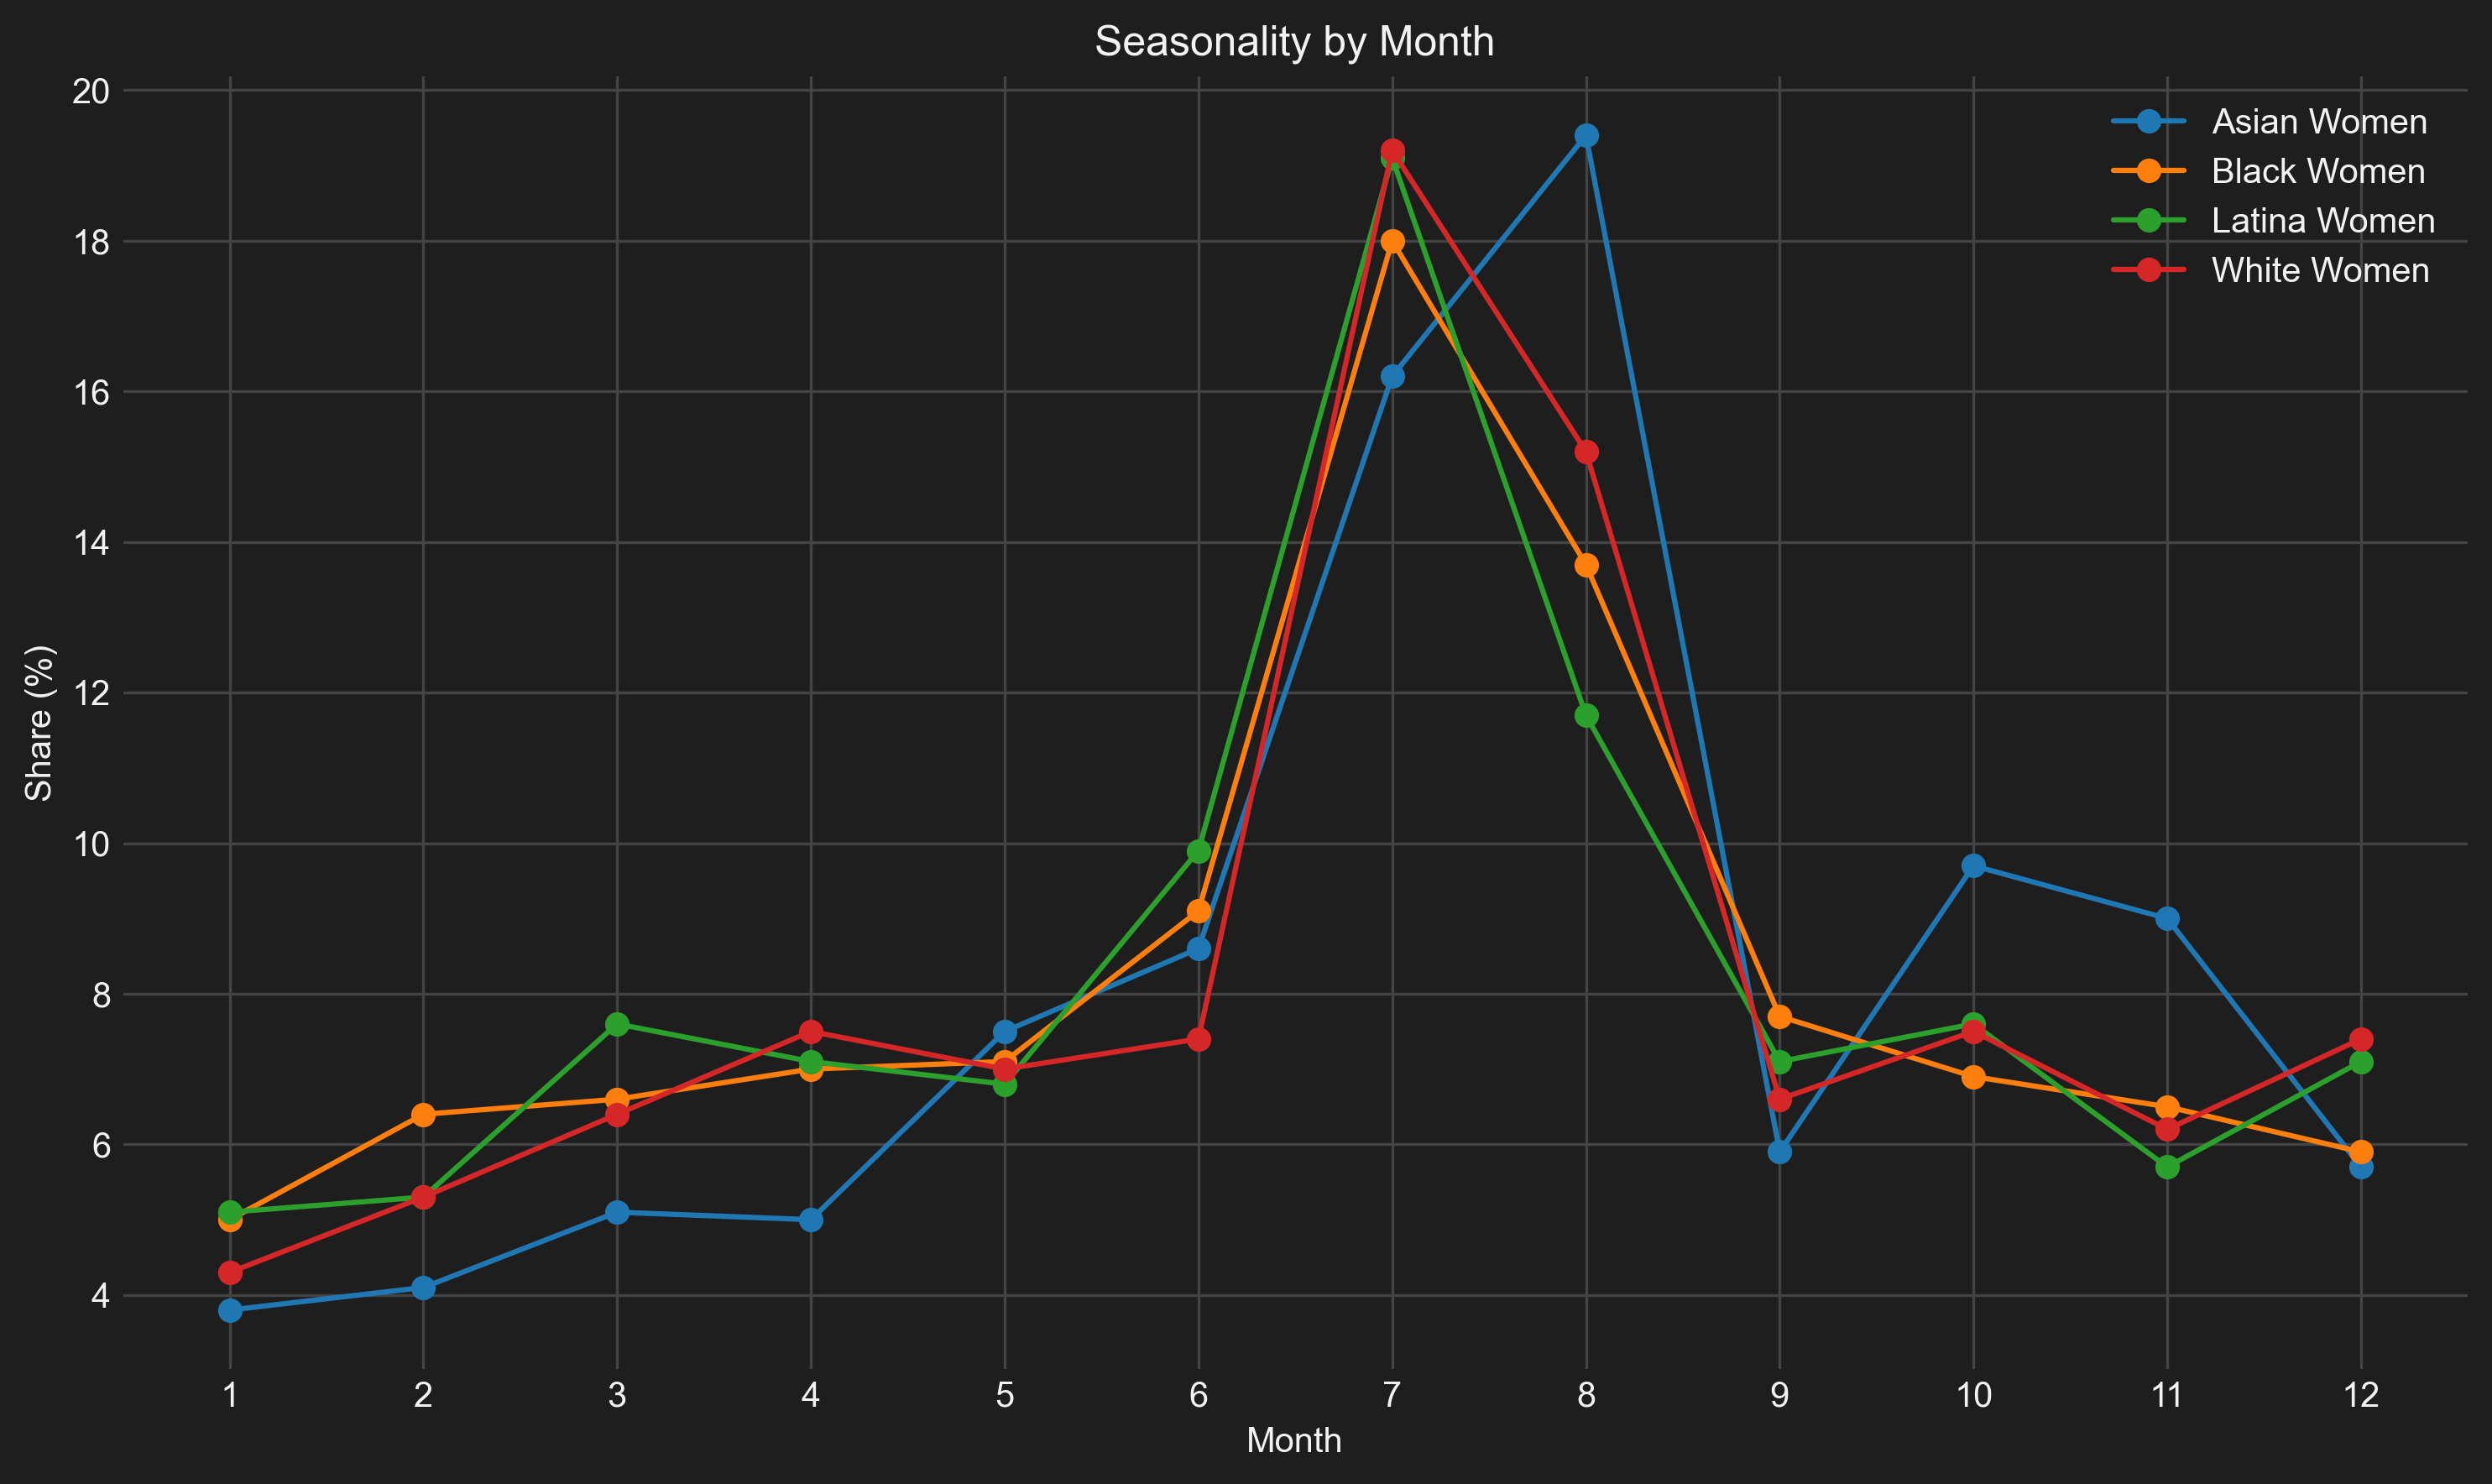 Seasonality by Month
Asian Women
Black Women
Latina Women
White Women
Share (%)
20
18
16
14
12
10
8
6
4
1 2 3 4 5 6 7 8 9 10 11 12
Month